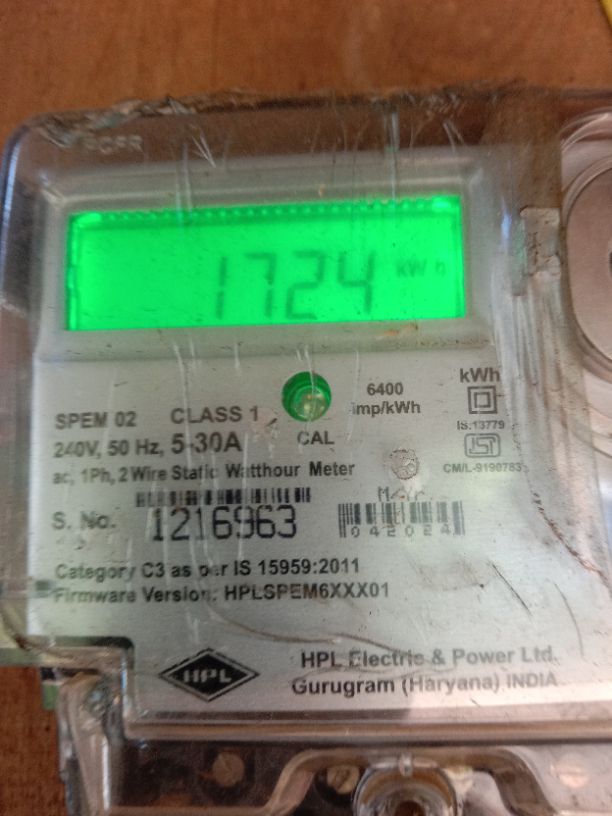 1724 kWh
6400
imp/kWh
kWh
IS:13779
CM/L-9190783
SPEM 02 CLASS 1
CAL
240V, 50 Hz, 5-30A
ac, 1Ph, 2 Wire Static Watthour Meter
M/Yr
S. No. 1216963
042024
Category C3 as per IS 15959:2011
Firmware Version: HPLSPEM6XXX01
HPL
HPL Electric & Power Ltd.
Gurugram (Haryana) INDIA